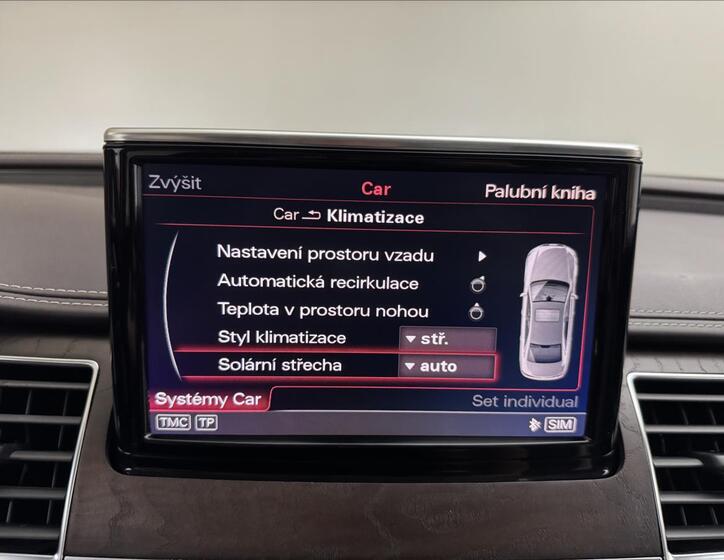 Zvýšit
Car
Palubní kniha
Car Klimatizace
Nastavení prostoru vzadu
Automatická recirkulace
Teplota v prostoru nohou
Styl klimatizace stř.
Solární střecha auto
Systémy Car
Set individual
TMC TP
SIM